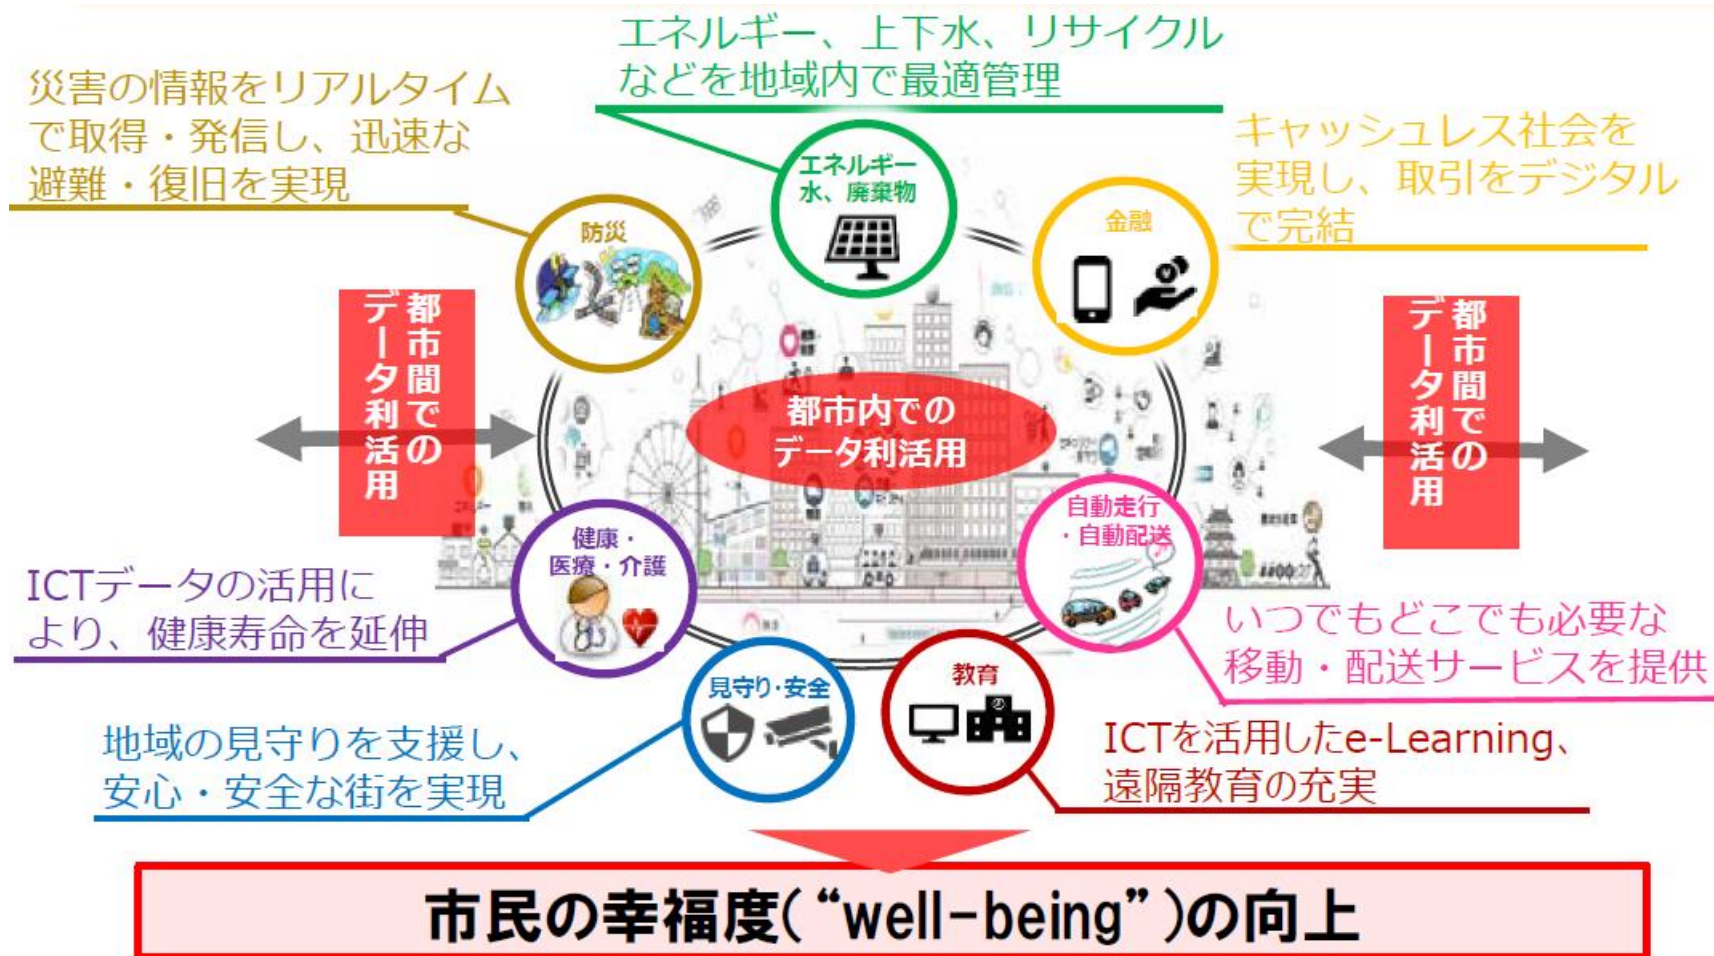 エネルギー、上下水、リサイクル
などを地域内で最適管理
災害の情報をリアルタイム
で取得・発信し、迅速な
避難・復旧を実現
キャッシュレス社会を
実現し、取引をデジタル
で完結
エネルギー
水、廃棄物
防災
金融
都市間での
データ利活用
都市内での
データ利活用
都市間での
データ利活用
健康・
医療・介護
自動走行
・自動配送
ICTデータの活用に
より、健康寿命を延伸
いつでもどこでも必要な
移動・配送サービスを提供
見守り・安全
教育
地域の見守りを支援し、
安心・安全な街を実現
ICTを活用したe-Learning、
遠隔教育の充実
市民の幸福度(“well-being”)の向上